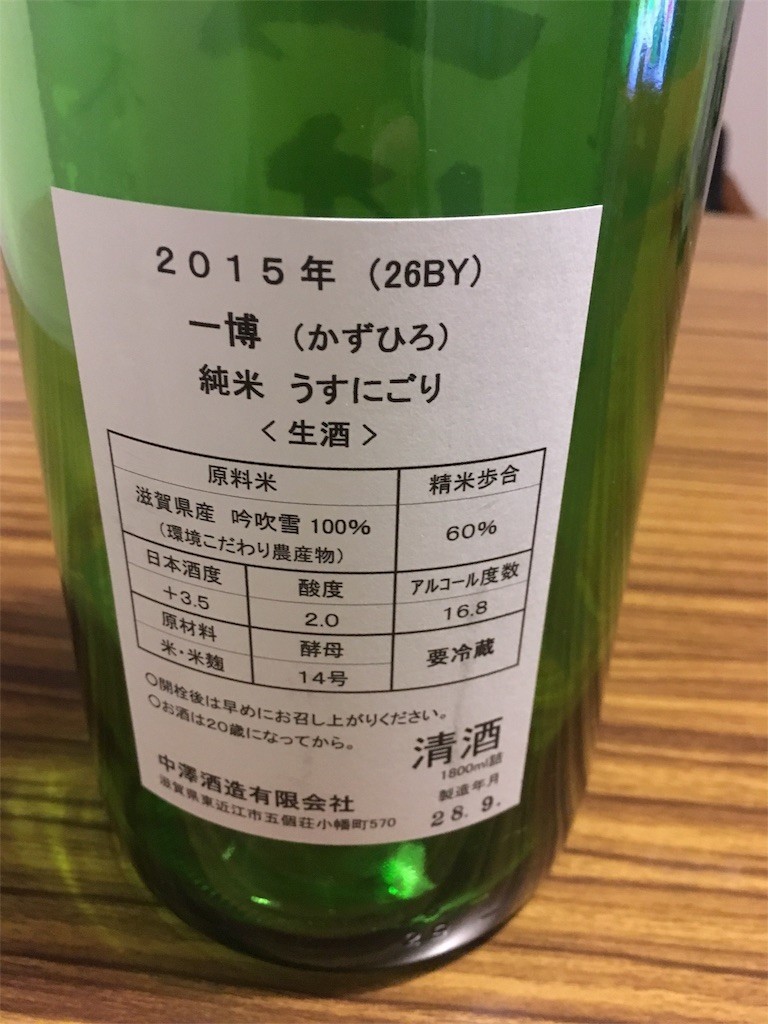 2015年（26BY）
一博（かずひろ）
純米 うすにごり
＜生酒＞
原料米 精米歩合
滋賀県産 吟吹雪 100% 60%
（環境こだわり農産物）
日本酒度 酸度 アルコール度数
+3.5 2.0 16.8
原材料 酵母 要冷蔵
米・米麹 14号
○開栓後は早めにお召し上がりください。
○お酒は20歳になってから。
清酒
1800ml詰
中澤酒造有限会社 製造年月
滋賀県東近江市五個荘小幡町570 28.9.